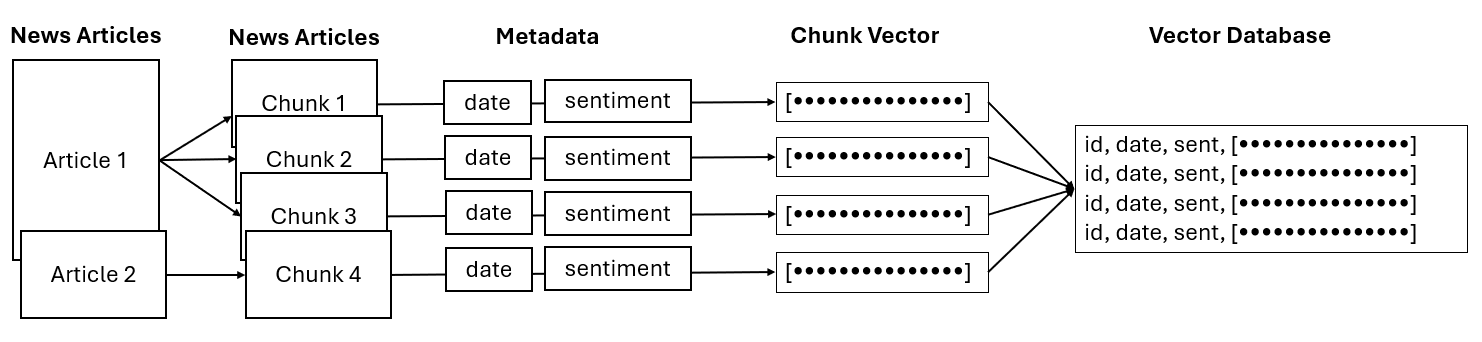 News Articles
News Articles
Metadata
Chunk Vector
Vector Database
Article 1
Article 2
Chunk 1
Chunk 2
Chunk 3
Chunk 4
date
sentiment
[•••••••••••••••]
date
sentiment
[•••••••••••••••]
date
sentiment
[•••••••••••••••]
date
sentiment
[•••••••••••••••]
id, date, sent, [•••••••••••••••]
id, date, sent, [•••••••••••••••]
id, date, sent, [•••••••••••••••]
id, date, sent, [•••••••••••••••]